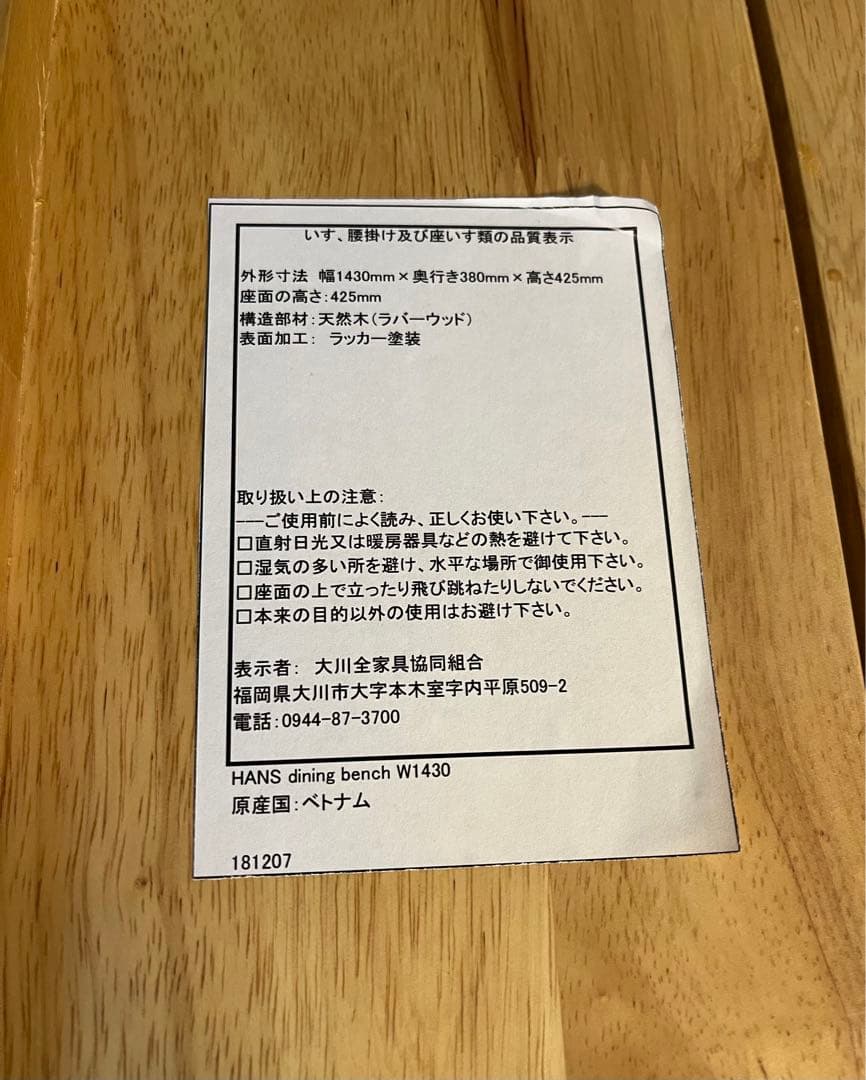 いす、腰掛け及び座いす類の品質表示
外形寸法 幅1430mm×奥行き380mm×高さ425mm
座面の高さ:425mm
構造部材:天然木(ラバーウッド)
表面加工: ラッカー塗装
取り扱い上の注意:
---ご使用前によく読み、正しくお使い下さい。---
□直射日光又は暖房器具などの熱を避けて下さい。
□湿気の多い所を避け、水平な場所で御使用下さい。
□座面の上で立ったり飛び跳ねたりしないでください。
□本来の目的以外の使用はお避け下さい。
表示者: 大川全家具協同組合
福岡県大川市大字本木室字内平原509-2
電話:0944-87-3700
HANS dining bench W1430
原産国:ベトナム
181207